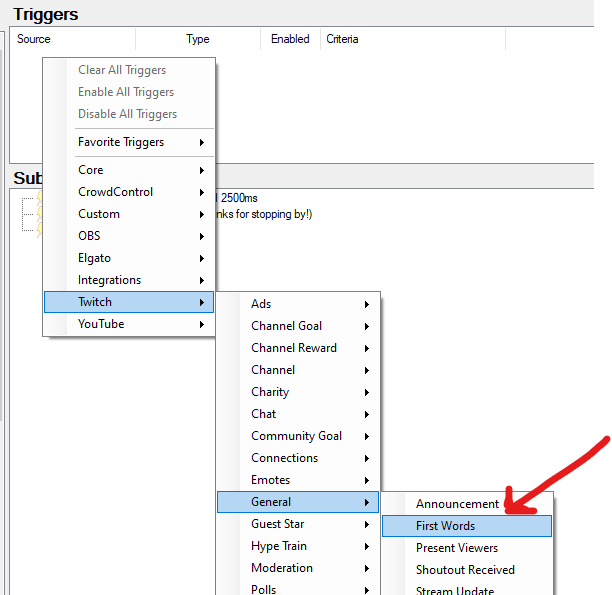 Triggers
Source Type Enabled Criteria
Clear All Triggers
Enable All Triggers
Disable All Triggers
Favorite Triggers
Core
CrowdControl
Custom
OBS
Elgato
Integrations
Twitch
YouTube
Sub
2500ms
nks for stopping by!)
Ads
Channel Goal
Channel Reward
Channel
Charity
Chat
Community Goal
Connections
Emotes
General
Guest Star
Hype Train
Moderation
Polls
Announcement
First Words
Present Viewers
Shoutout Received
Stream Update